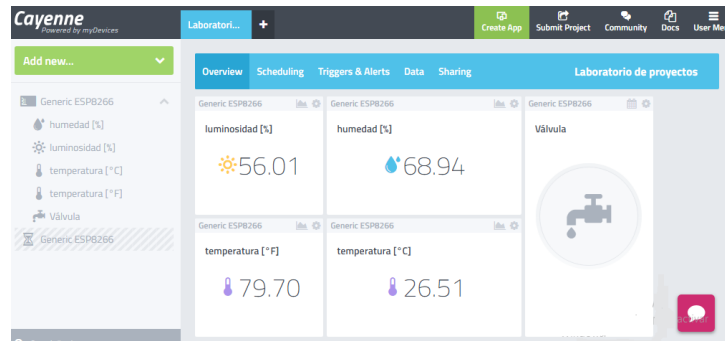 Cayenne
Powered by myDevices
Laboratori...
+
Create App
Submit Project
Community
Docs
User Me
Add new...
Generic ESP8266
humedad [%]
luminosidad [%]
temperatura [°C]
temperatura [°F]
Válvula
Generic ESP8266
Overview Scheduling Triggers & Alerts Data Sharing
Laboratorio de proyectos
Generic ESP8266
luminosidad [%]
56.01
Generic ESP8266
humedad [%]
68.94
Generic ESP8266
Válvula
Generic ESP8266
temperatura [°F]
79.70
Generic ESP8266
temperatura [°C]
26.51